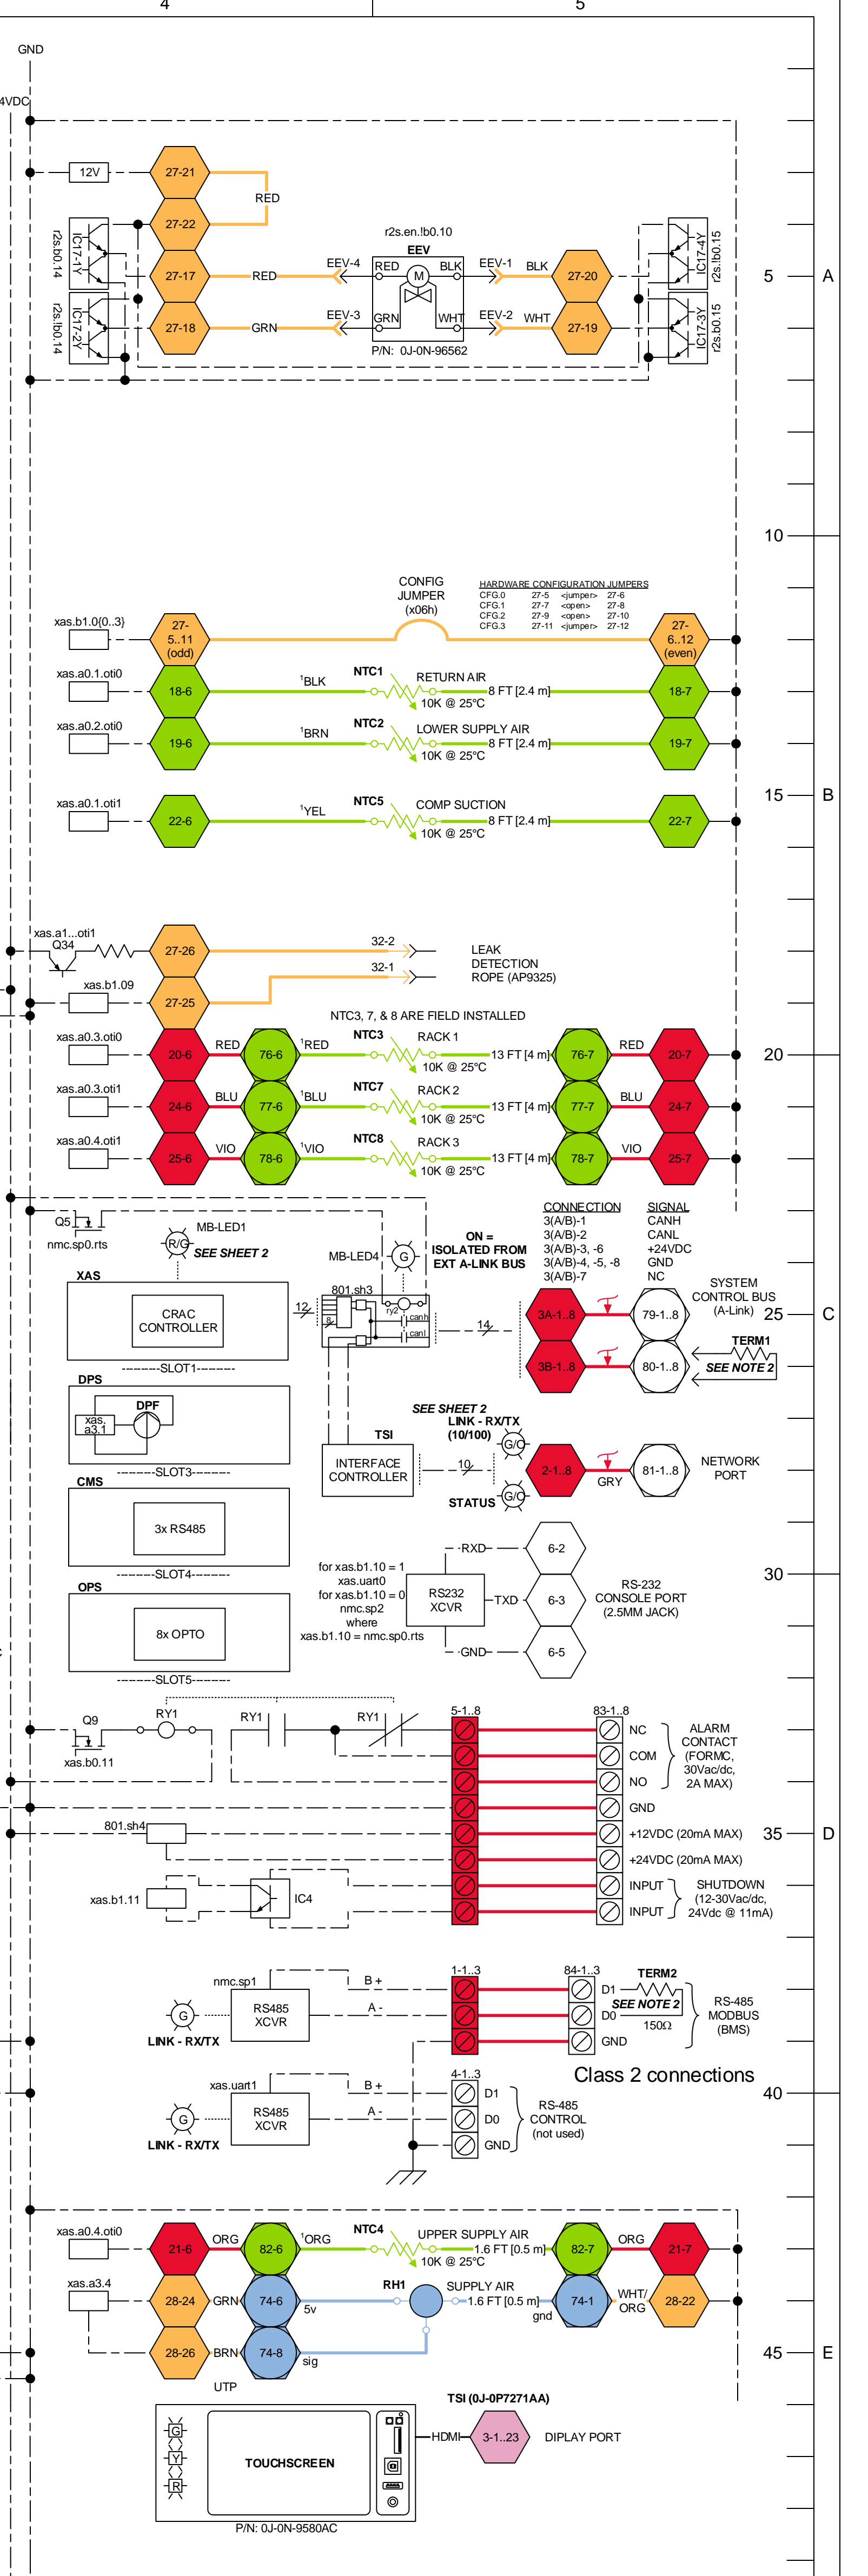 4 5
GND
4VDC
12V
27-21
RED
27-22
IC17-1Y
r2s.b0.14
r2s.en.!b0.10
EEV
IC17-4Y
r2s.!b0.15
27-17
RED
EEV-4
RED
M
BLK
EEV-1
BLK
27-20
5
A
IC17-2Y
r2s.!b0.14
27-18
GRN
EEV-3
GRN
WHT
EEV-2
WHT
27-19
IC17-3Y
r2s.b0.15
P/N: 0J-0N-96562
10
CONFIG
JUMPER
(x06h)
HARDWARE CONFIGURATION JUMPERS
CFG.0 27-5 <jumper> 27-6
CFG.1 27-7 <open> 27-8
CFG.2 27-9 <open> 27-10
CFG.3 27-11 <jumper> 27-12
xas.b1.0{0..3}
27-
5..11
(odd)
27-
6..12
(even)
xas.a0.1.oti0
18-6
1BLK
NTC1
RETURN AIR
10K @ 25°C
8 FT [2.4 m]
18-7
xas.a0.2.oti0
19-6
1BRN
NTC2
LOWER SUPPLY AIR
10K @ 25°C
8 FT [2.4 m]
19-7
15
B
xas.a0.1.oti1
22-6
1YEL
NTC5
COMP SUCTION
10K @ 25°C
8 FT [2.4 m]
22-7
xas.a1...oti1
Q34
27-26
32-2
LEAK
DETECTION
ROPE (AP9325)
xas.b1.09
27-25
32-1
NTC3, 7, & 8 ARE FIELD INSTALLED
xas.a0.3.oti0
20-6
RED
76-6
1RED
NTC3
RACK 1
10K @ 25°C
13 FT [4 m]
76-7
RED
20-7
20
xas.a0.3.oti1
24-6
BLU
77-6
1BLU
NTC7
RACK 2
10K @ 25°C
13 FT [4 m]
77-7
BLU
24-7
xas.a0.4.oti1
25-6
VIO
78-6
1VIO
NTC8
RACK 3
10K @ 25°C
13 FT [4 m]
78-7
VIO
25-7
Q5
nmc.sp0.rts
MB-LED1
R/G
SEE SHEET 2
MB-LED4
G
ON =
ISOLATED FROM
EXT A-LINK BUS
CONNECTION SIGNAL
3(A/B)-1 CANH
3(A/B)-2 CANL
3(A/B)-3, -6 +24VDC
3(A/B)-4, -5, -8 GND
3(A/B)-7 NC
XAS
CRAC
CONTROLLER
SLOT1
12
801.sh3
8
ry2
canh
canl
14
3A-1..8
79-1..8
SYSTEM
CONTROL BUS
(A-Link)
25
C
3B-1..8
80-1..8
TERM1
SEE NOTE 2
DPS
xas.
a3.1
DPF
SLOT3
SEE SHEET 2
LINK - RX/TX
(10/100)
G/O
TSI
INTERFACE
CONTROLLER
10
2-1..8
GRY
81-1..8
NETWORK
PORT
STATUS
G/O
CMS
3x RS485
SLOT4
for xas.b1.10 = 1
xas.uart0
for xas.b1.10 = 0
nmc.sp2
where
xas.b1.10 = nmc.sp0.rts
RS232
XCVR
RXD
6-2
TXD
6-3
GND
6-5
RS-232
CONSOLE PORT
(2.5MM JACK)
30
OPS
8x OPTO
SLOT5
Q9
xas.b0.11
RY1
RY1
RY1
5-1..8
83-1..8
NC
COM
NO
ALARM
CONTACT
(FORMC,
30Vac/dc,
2A MAX)
GND
801.sh4
+12VDC (20mA MAX)
35
D
+24VDC (20mA MAX)
xas.b1.11
IC4
INPUT
INPUT
SHUTDOWN
(12-30Vac/dc,
24Vdc @ 11mA)
nmc.sp1
G
LINK - RX/TX
RS485
XCVR
B +
A -
1-1..3
84-1..3
D1
TERM2
SEE NOTE 2
D0
150Ω
GND
RS-485
MODBUS
(BMS)
Class 2 connections
40
xas.uart1
G
LINK - RX/TX
RS485
XCVR
B +
A -
4-1..3
D1
D0
GND
RS-485
CONTROL
(not used)
xas.a0.4.oti0
21-6
ORG
82-6
1ORG
NTC4
UPPER SUPPLY AIR
10K @ 25°C
1.6 FT [0.5 m]
82-7
ORG
21-7
xas.a3.4
28-24
GRN
74-6
5v
RH1
SUPPLY AIR
1.6 FT [0.5 m]
gnd
74-1
WHT/
ORG
28-22
28-26
BRN
74-8
sig
45
E
UTP
TSI (0J-0P7271AA)
G
Y
R
TOUCHSCREEN
HDMI
3-1..23
DIPLAY PORT
P/N: 0J-0N-9580AC